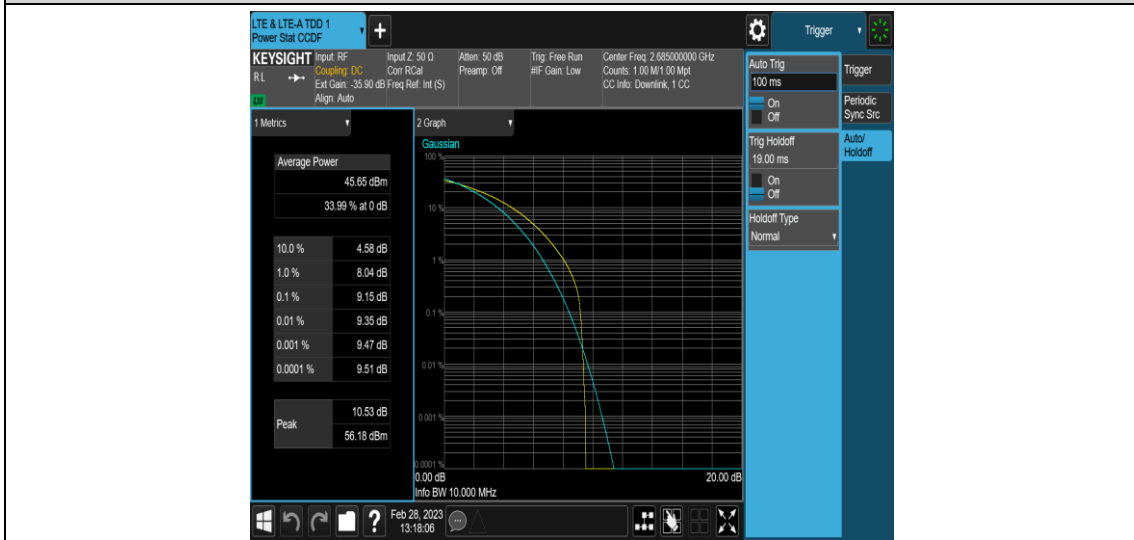 LTE & LTE-A TDD 1
Power Stat CCDF
+
Trigger
KEYSIGHT
R L
LXI
Input: RF
Coupling: DC
Ext Gain: -35.90 dB
Align: Auto
Input Z: 50 Ω
Corr RCal
Freq Ref: Int (S)
Atten: 50 dB
Preamp: Off
Trig: Free Run
#IF Gain: Low
Center Freq: 2.685000000 GHz
Counts: 1.00 M/1.00 Mpt
CC Info: Downlink, 1 CC
1 Metrics
Average Power
45.65 dBm
33.99 % at 0 dB
10.0 % 4.58 dB
1.0 % 8.04 dB
0.1 % 9.15 dB
0.01 % 9.35 dB
0.001 % 9.47 dB
0.0001 % 9.51 dB
Peak
10.53 dB
56.18 dBm
2 Graph
Gaussian
100 %
10 %
1 %
0.1 %
0.01 %
0.001 %
0.0001 %
0.00 dB 20.00 dB
Info BW 10.000 MHz
Auto Trig
100 ms
On
Off
Trig Holdoff
19.00 ms
On
Off
Holdoff Type
Normal
Trigger
Periodic
Sync Src
Auto/
Holdoff
?
Feb 28, 2023
13:18:06